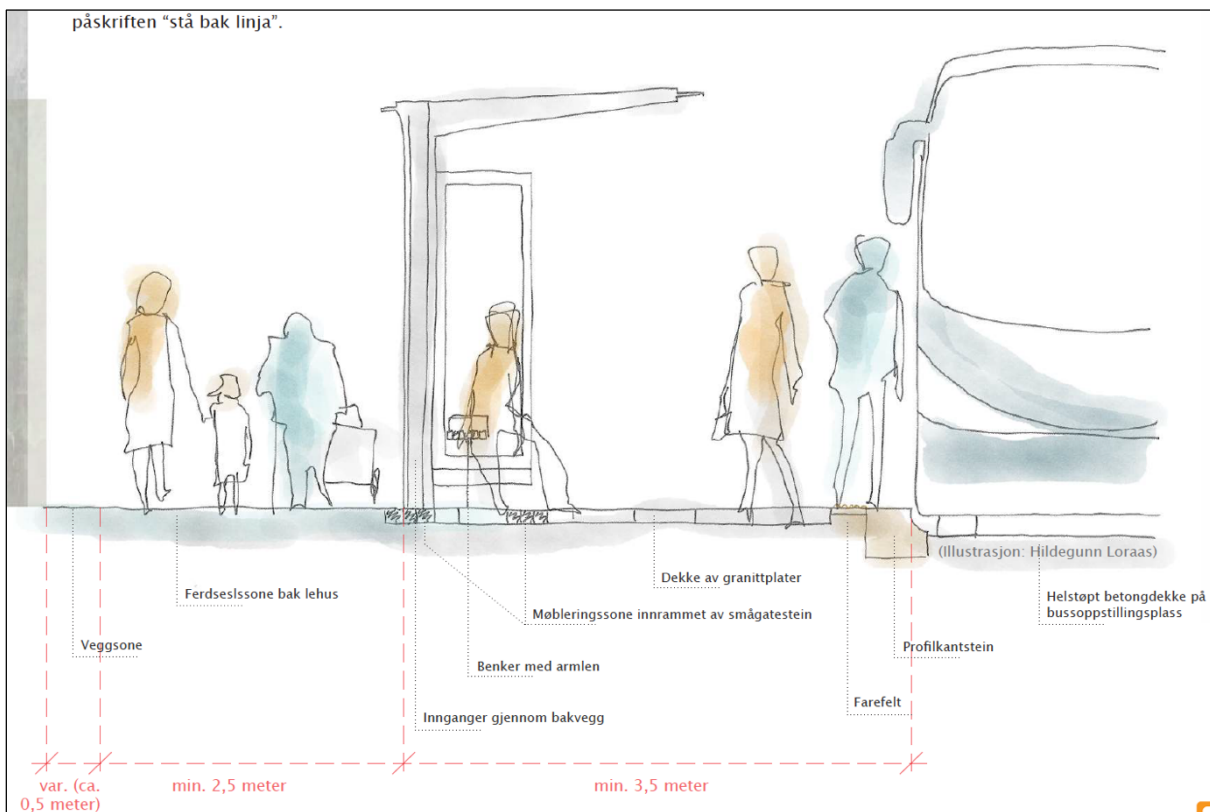 påskriften “stå bak linja”.
(Illustrasjon: Hildegunn Loraas)
Dekke av granittplater
Ferdseslssone bak lehus
Helstøpt betongdekke på
bussoppstillingsplass
Møbleringssone innrammet av smågatestein
Veggsone
Profilkantstein
Benker med armlen
Farefelt
Innganger gjennom bakvegg
var. (ca.
0,5 meter)
min. 2,5 meter
min. 3,5 meter